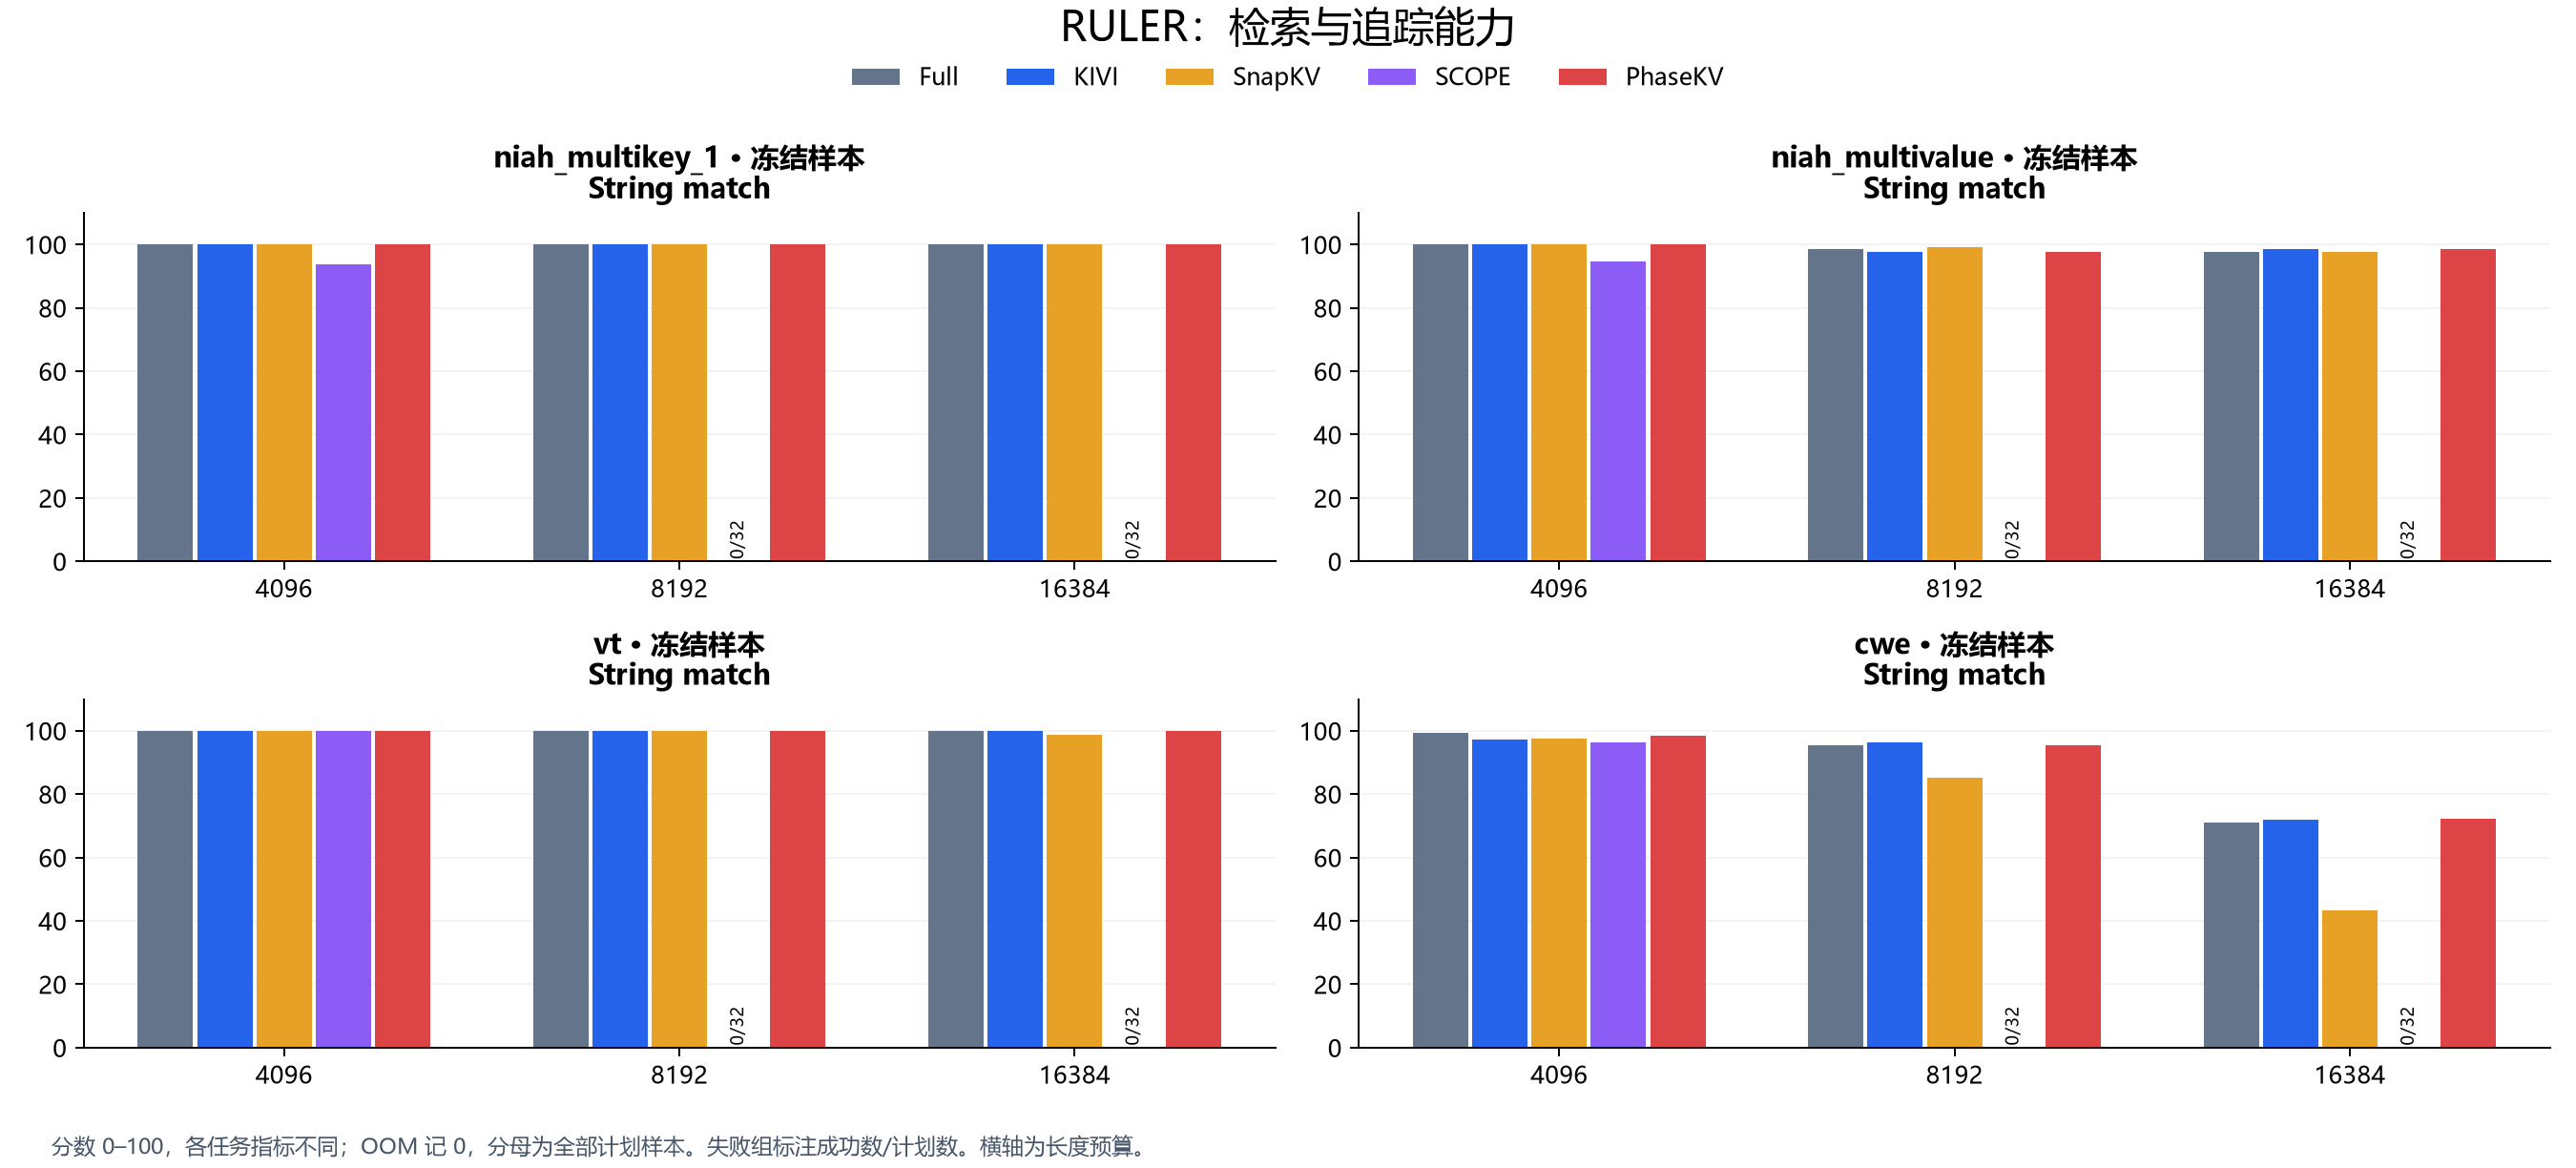 RULER：检索与追踪能力
Full KIVI SnapKV SCOPE PhaseKV
niah_multikey_1 • 冻结样本
String match
100
80
60
40
20
0
0/32
0/32
4096 8192 16384
niah_multivalue • 冻结样本
String match
100
80
60
40
20
0
0/32
0/32
4096 8192 16384
vt • 冻结样本
String match
100
80
60
40
20
0
0/32
0/32
4096 8192 16384
cwe • 冻结样本
String match
100
80
60
40
20
0
0/32
0/32
4096 8192 16384
分数 0–100，各任务指标不同；OOM 记 0，分母为全部计划样本。失败组标注成功数/计划数。横轴为长度预算。